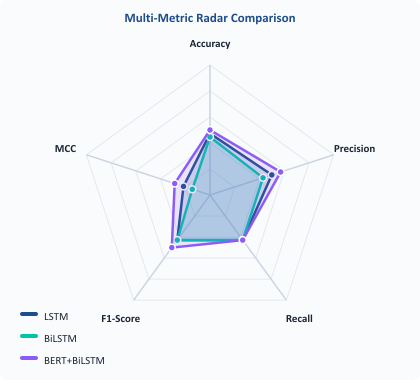 Multi-Metric Radar Comparison
Accuracy
MCC
Precision
F1-Score
Recall
LSTM
BiLSTM
BERT+BiLSTM